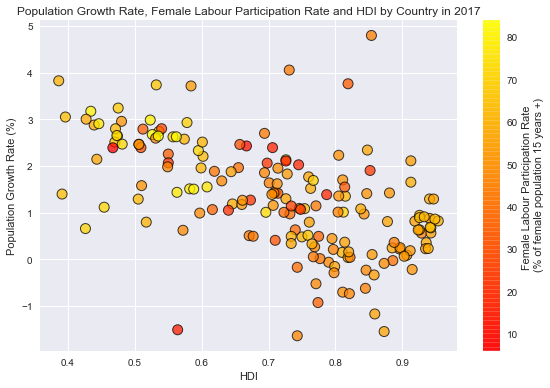 Population Growth Rate, Female Labour Participation Rate and HDI by Country in 2017
Population Growth Rate (%)
5
4
3
2
1
0
−1
0.4 0.5 0.6 0.7 0.8 0.9
HDI
80
70
60
50
40
30
20
10
Female Labour Participation Rate
(% of female population 15 years +)